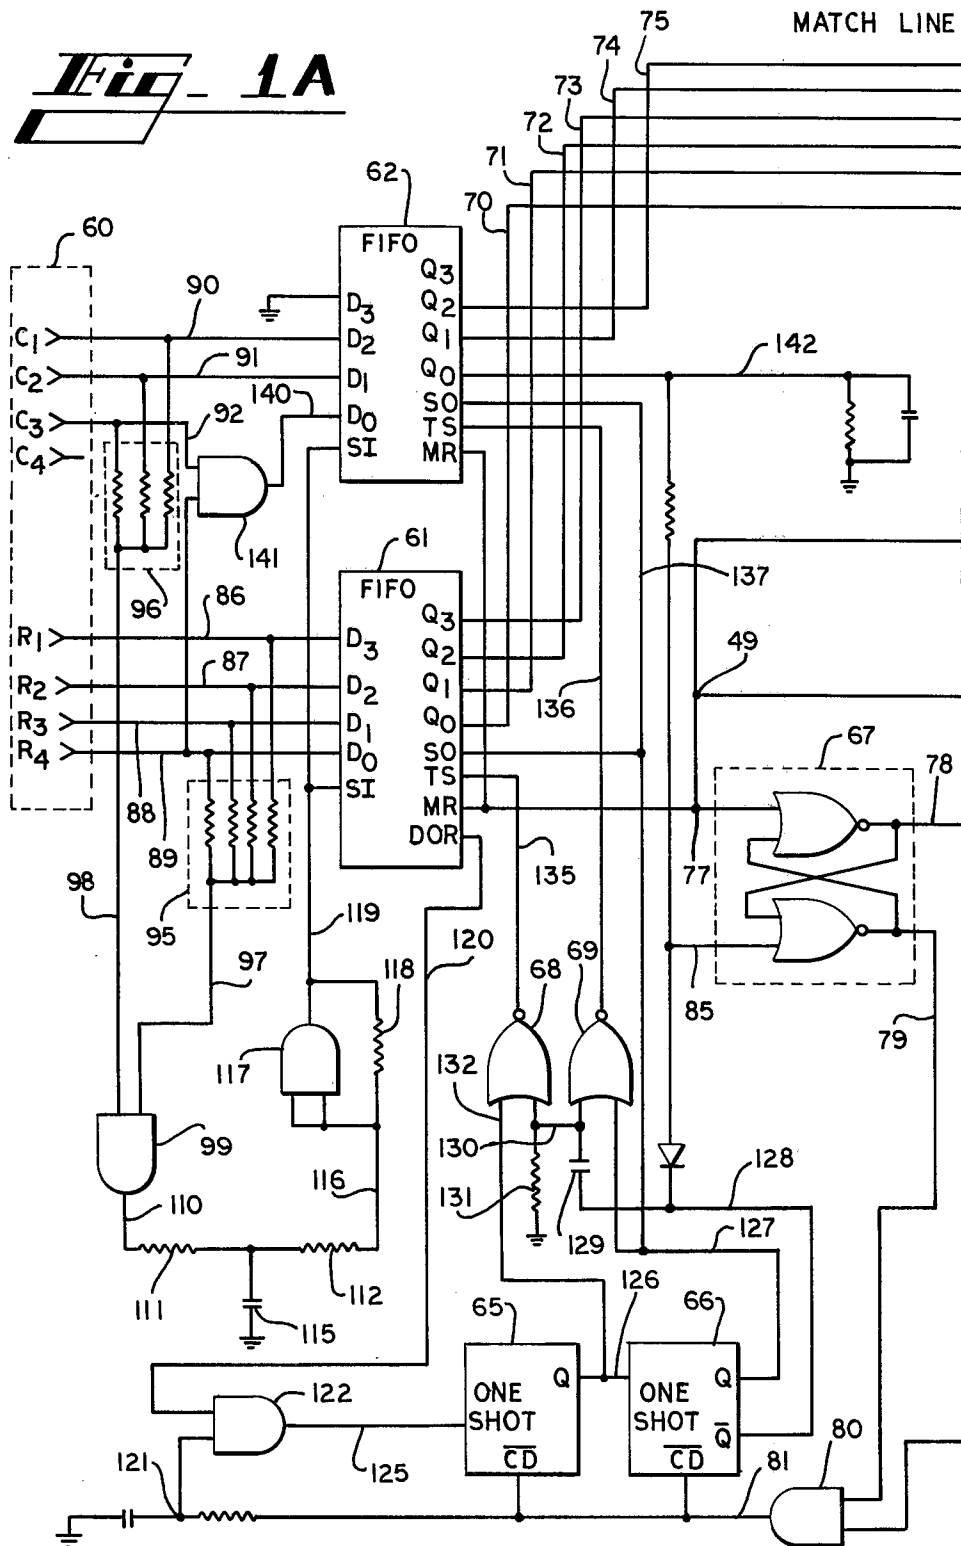 MATCH LINE
Fig_1A
75
74
73
72
71
70
62
60
FIFO
Q3
D3
Q2
90
C1
D2
Q1
142
91
C2
D1
Q0
140
C3
92
D0
SO
C4
SI
TS
MR
141
61
137
96
86
FIFO
R1
D3
Q3
49
87
Q2
R2
D2
Q1
136
67
R3
D1
Q0
78
R4
D0
SO
TS
88
SI
MR
89
DOR
77
135
98
95
119
120
97
118
68
69
85
79
117
132
99
130
116
128
110
131
129
127
111
112
126
115
65
66
122
Q
Q
ONE SHOT
ONE SHOT
Q̅
80
C̅D̅
C̅D̅
125
81
121